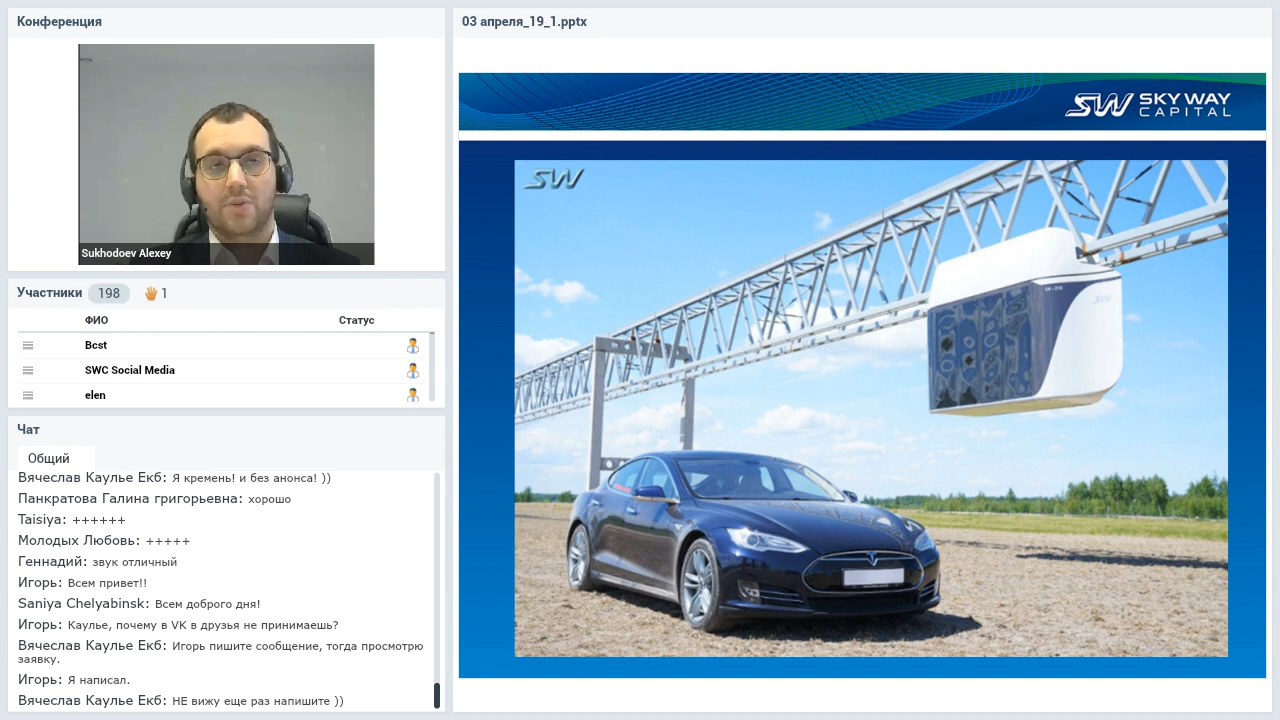 Конференция
Sukhodoev Alexey
Участники 198 1
ФИО Статус
Bcst
SWC Social Media
elen
Чат
Общий
Вячеслав Каулье Екб: Я кремень! и без анонса! ))
Панкратова Галина григорьевна: хорошо
Taisiya: ++++++
Молодых Любовь: +++++
Геннадий: звук отличный
Игорь: Всем привет!!
Saniya Chelyabinsk: Всем доброго дня!
Игорь: Каулье, почему в VK в друзья не принимаешь?
Вячеслав Каулье Екб: Игорь пишите сообщение, тогда просмотрю
заявку.
Игорь: Я написал.
Вячеслав Каулье Екб: НЕ вижу еще раз напишите ))
03 апреля_19_1.pptx
SW SKY WAY
CAPITAL
SW
SW